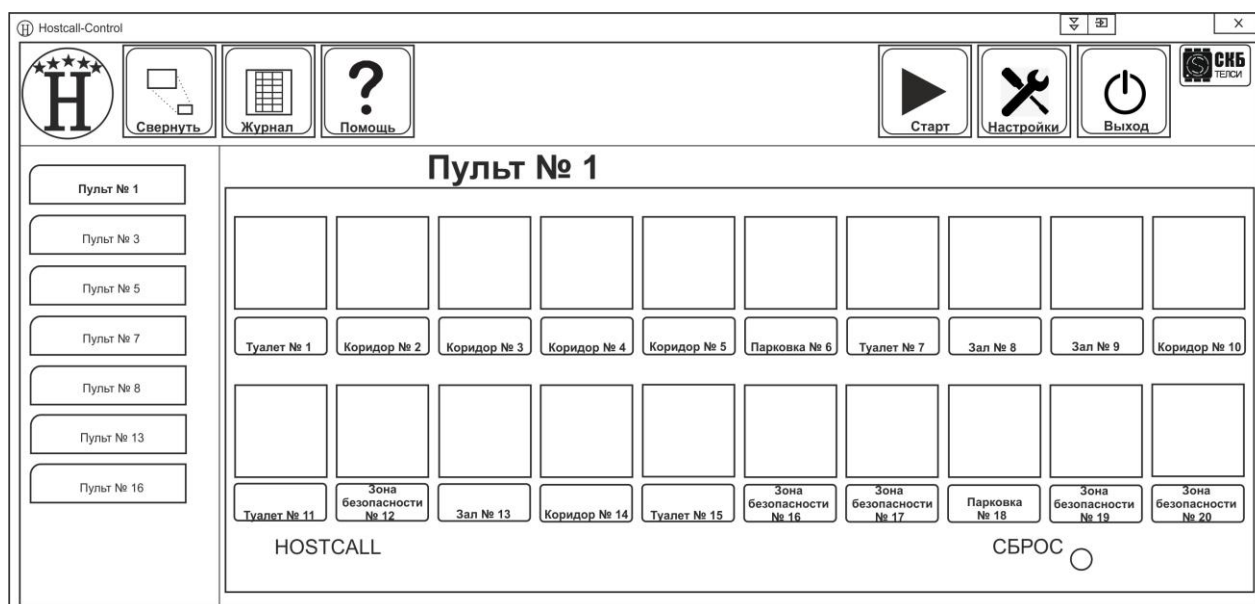 Hostcall-Control
H
Свернуть
Журнал
?
Помощь
Старт
Настройки
Выход
СКБ
ТЕЛСИ
Пульт № 1
Пульт № 3
Пульт № 5
Пульт № 7
Пульт № 8
Пульт № 13
Пульт № 16
Пульт № 1
Туалет № 1
Коридор № 2
Коридор № 3
Коридор № 4
Коридор № 5
Парковка № 6
Туалет № 7
Зал № 8
Зал № 9
Коридор № 10
Туалет № 11
Зона
безопасности
№ 12
Зал № 13
Коридор № 14
Туалет № 15
Зона
безопасности
№ 16
Зона
безопасности
№ 17
Парковка
№ 18
Зона
безопасности
№ 19
Зона
безопасности
№ 20
HOSTCALL
СБРОС